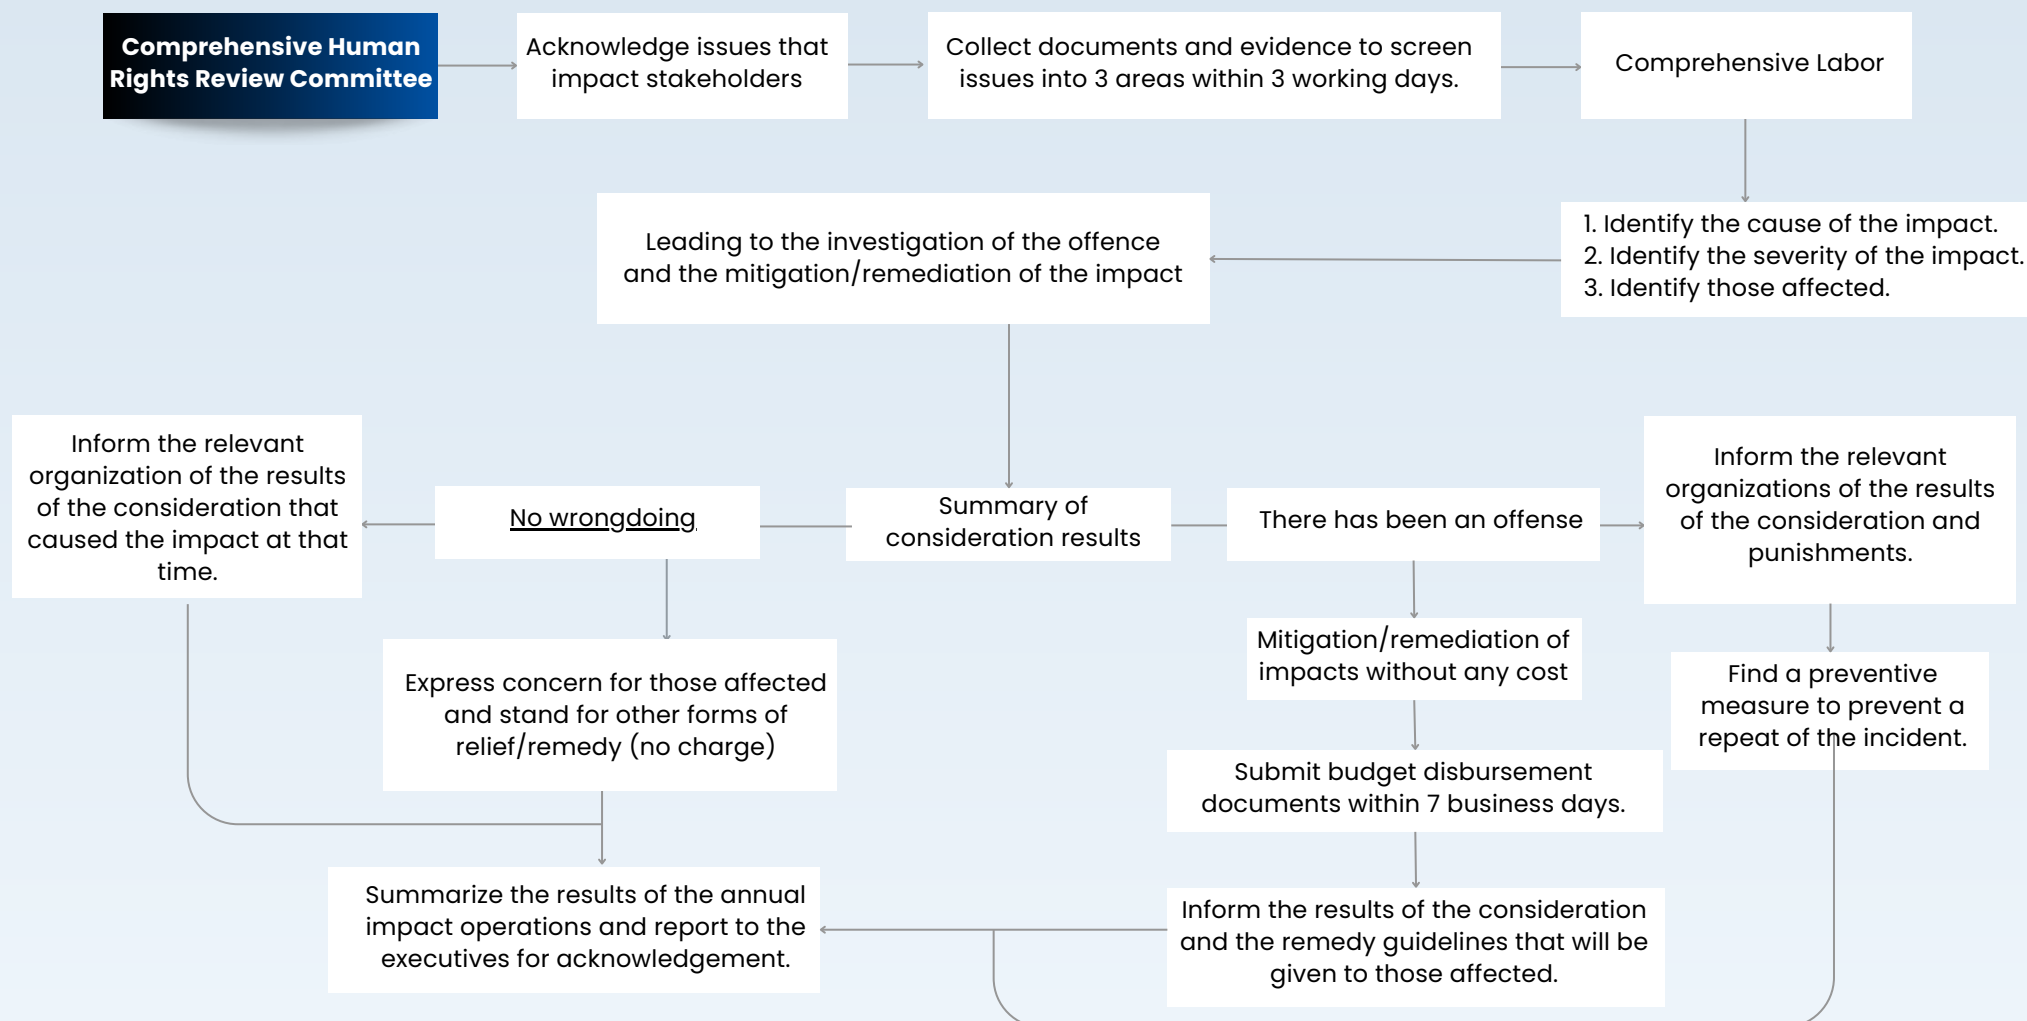 Comprehensive Human
Rights Review Committee
Acknowledge issues that
impact stakeholders
Collect documents and evidence to screen
issues into 3 areas within 3 working days.
Comprehensive Labor
1. Identify the cause of the impact.
2. Identify the severity of the impact.
3. Identify those affected.
Leading to the investigation of the offence
and the mitigation/remediation of the impact
Inform the relevant
organization of the results
of the consideration that
caused the impact at that
time.
No wrongdoing
Summary of
consideration results
There has been an offense
Inform the relevant
organizations of the results
of the consideration and
punishments.
Express concern for those affected
and stand for other forms of
relief/remedy (no charge)
Mitigation/remediation of
impacts without any cost
Find a preventive
measure to prevent a
repeat of the incident.
Submit budget disbursement
documents within 7 business days.
Summarize the results of the annual
impact operations and report to the
executives for acknowledgement.
Inform the results of the consideration
and the remedy guidelines that will be
given to those affected.